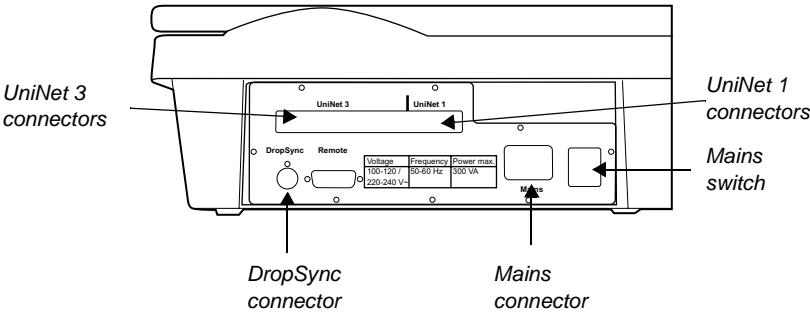 UniNet 3
connectors
UniNet 1
connectors
UniNet 3
UniNet 1
Mains
switch
DropSync
Remote
Voltage Frequency Power max.
100-120 / 50-60 Hz 300 VA
220-240 V~
Mains
DropSync
connector
Mains
connector